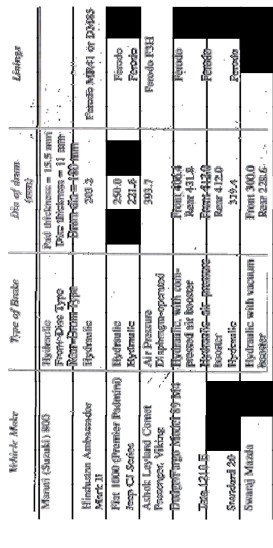 Vehicle Make Type of Brake Dia of drum Linings
(mm)
Maruti (Suzuki) 800 Hydraulic Pad thickness = 15.5 mm
Front-Disc Type Disc thickness = 11 mm
Rear-Drum-Type Drum-dia = 180 mm
Hindustan Ambassador Hydraulic 203.2 Ferodo MR41 or DM85
Mark II
Fiat 1000 (Premier Padmini) Hydraulic 250.0 Ferodo
Jeep CJ Series Hydraulic 221.6 Ferodo
Ashok Leyland Comet Air Pressure 393.7 Ferodo F3H
Passenger, Viking Diaphragm-operated
Dodge/Fargo Model 89 M4 Hydraulic, with com- Front 406.4 Ferodo
pressed air booster Rear 431.8
Tata 1210 E Hydraulic-air pressure Front 412.0 Ferodo
booster Rear 412.0
Standard 20 Hydraulic 339.4 Ferodo
Swaraj Mazda Hydraulic with vacuum Front 300.0
booster Rear 228.6